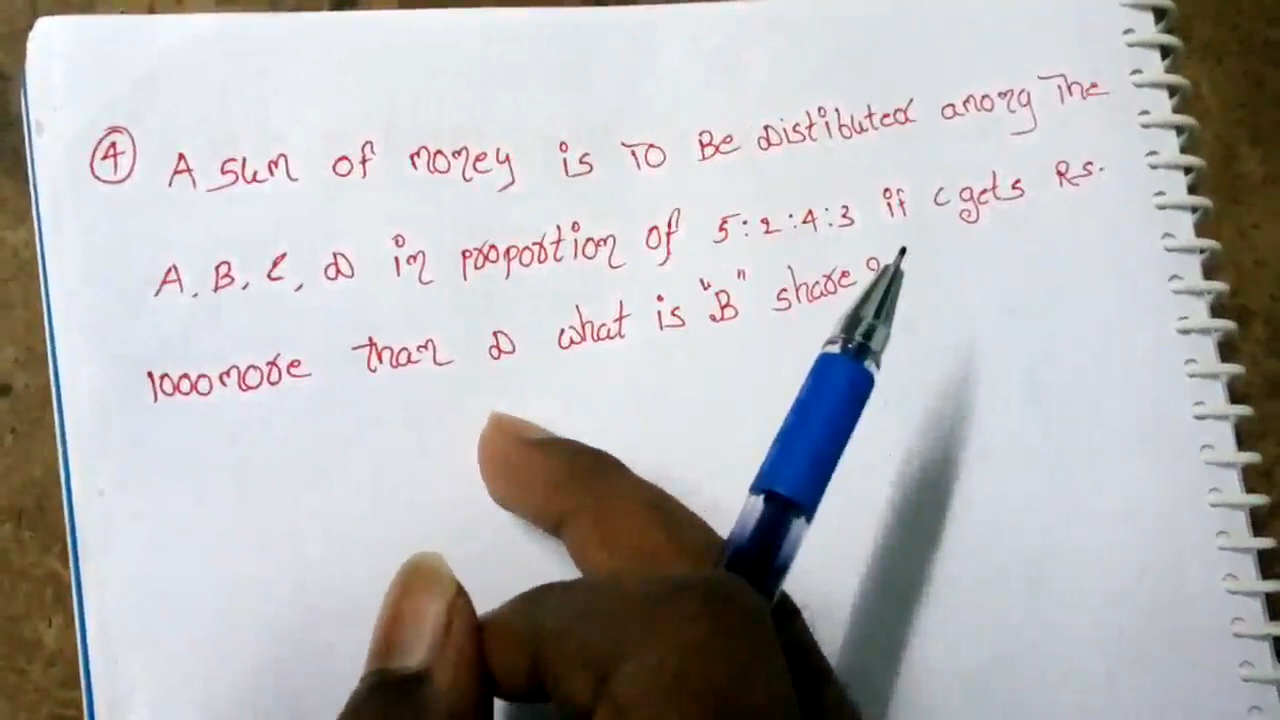 ④ A sum of money is To Be Distibuted among The
A, B, C, D in proportion of 5:2:4:3 if c gets Rs.
1000 more than D what is "B" share ?